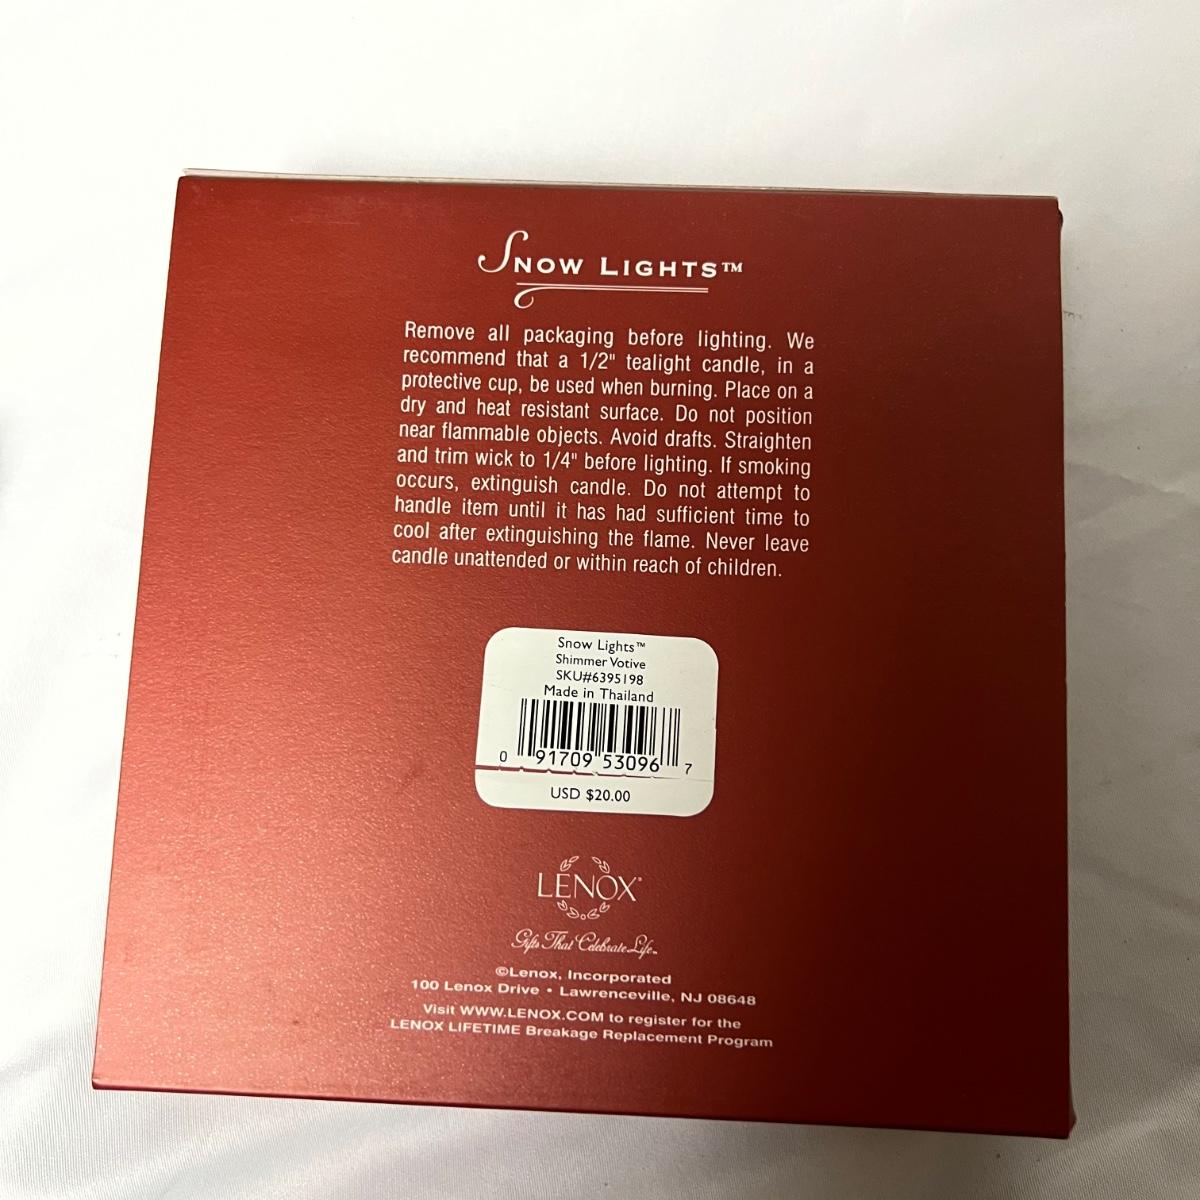 SNOW LIGHTS™
Remove all packaging before lighting. We
recommend that a 1/2" tealight candle, in a
protective cup, be used when burning. Place on a
dry and heat resistant surface. Do not position
near flammable objects. Avoid drafts. Straighten
and trim wick to 1/4" before lighting. If smoking
occurs, extinguish candle. Do not attempt to
handle item until it has had sufficient time to
cool after extinguishing the flame. Never leave
candle unattended or within reach of children.
Snow Lights™
Shimmer Votive
SKU#6395198
Made in Thailand
0 91709 53096 7
USD $20.00
LENOX®
Gifts That Celebrate Life™
©Lenox, Incorporated
100 Lenox Drive • Lawrenceville, NJ 08648
Visit WWW.LENOX.COM to register for the
LENOX LIFETIME Breakage Replacement Program